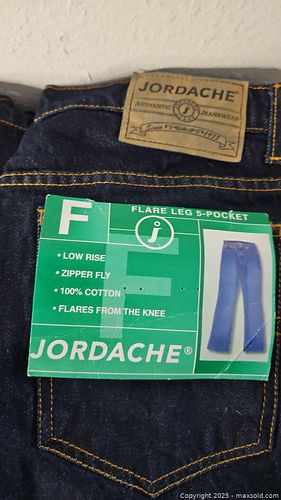 JORDACHE®
AUTHENTIC j JEANSWEAR
F
FLARE LEG 5-POCKET
j
F
• LOW RISE
• ZIPPER FLY
• 100% COTTON
• FLARES FROM THE KNEE
JORDACHE®
Copyright © 2025 - maxsold.com